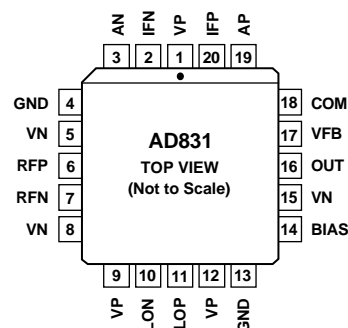 AN IFN VP IFP AP
3 2 1 20 19
GND 4
VN 5
RFP 6
RFN 7
VN 8
AD831
TOP VIEW
(Not to Scale)
18 COM
17 VFB
16 OUT
15 VN
14 BIAS
9 10 11 12 13
VP LON LOP VP GND